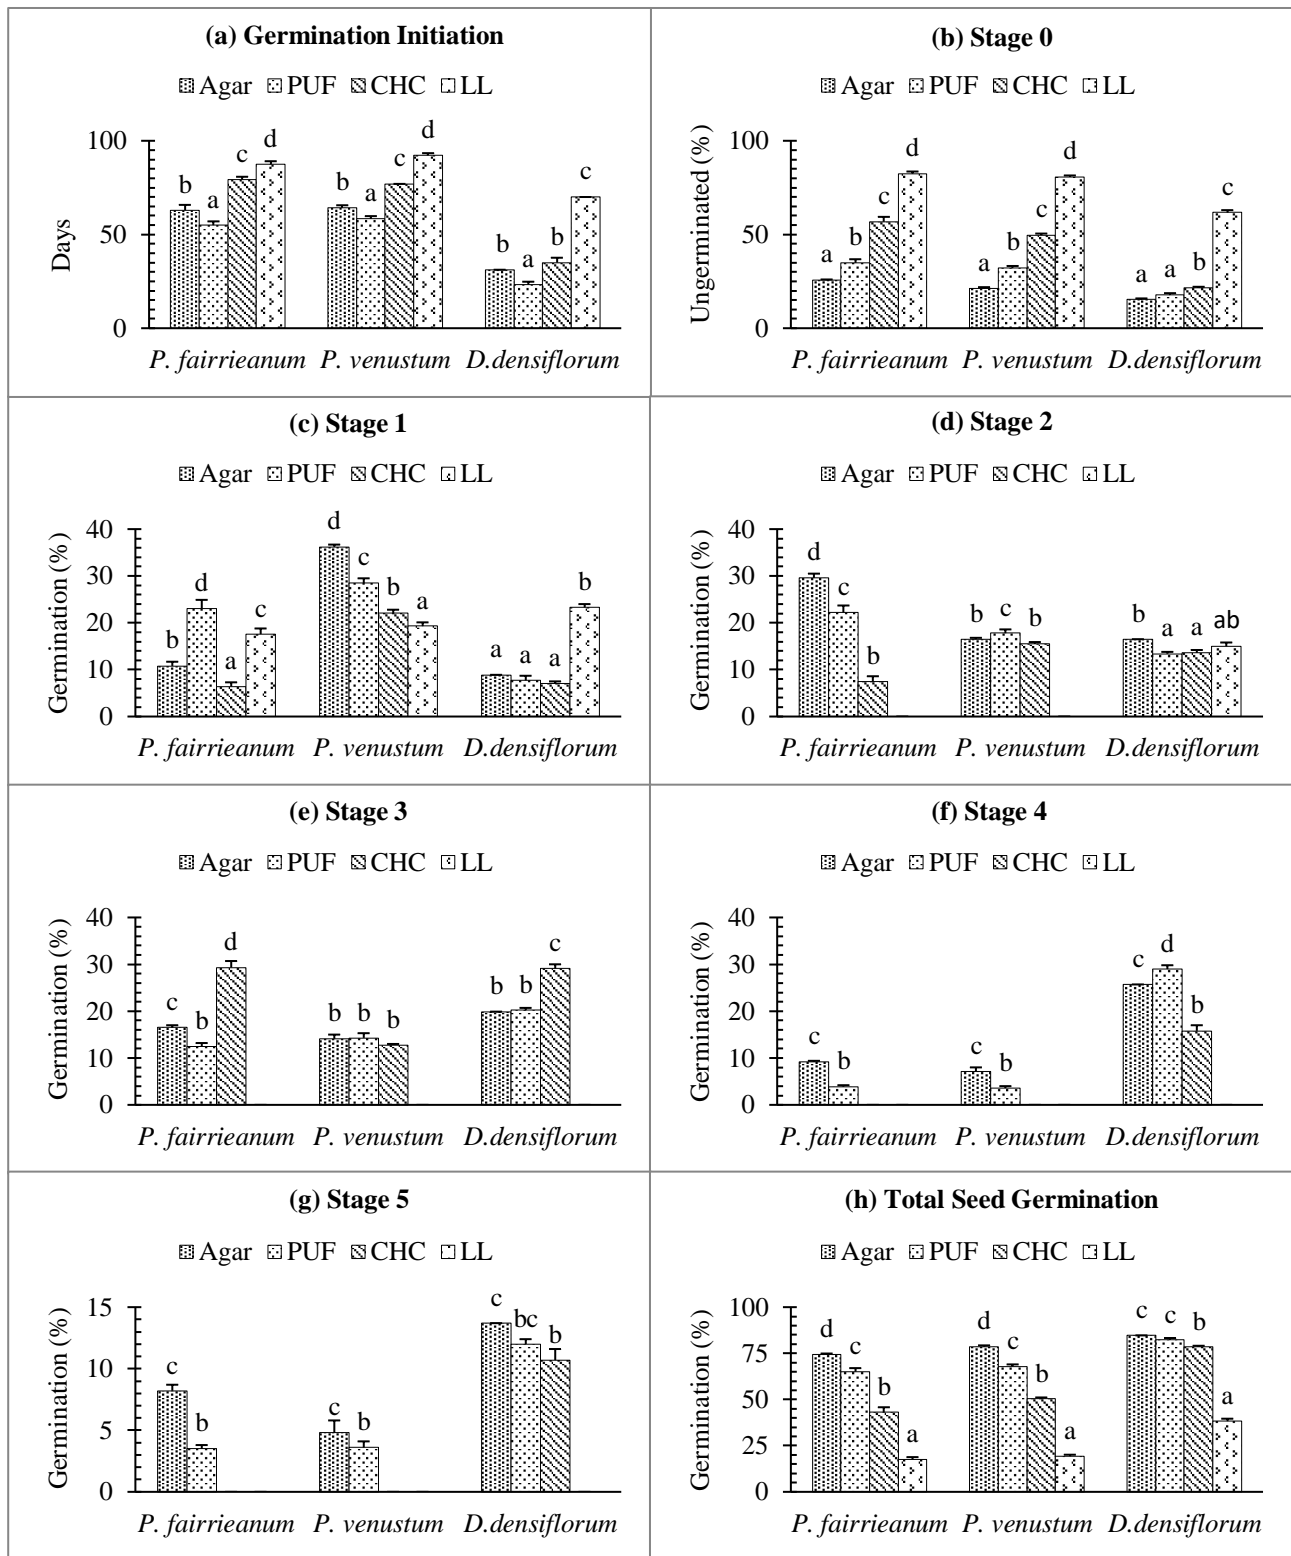 (a) Germination Initiation
Agar PUF CHC LL
Days
100
50
0
b a c d
b a c d
b a b c
P. fairrieanum P. venustum D.densiflorum
(b) Stage 0
Agar PUF CHC LL
Ungerminated (%)
100
50
0
a b c d
a b c d
a a b c
P. fairrieanum P. venustum D.densiflorum
(c) Stage 1
Agar PUF CHC LL
Germination (%)
40
30
20
10
0
b d a c
d c b a
a a a b
P. fairrieanum P. venustum D.densiflorum
(d) Stage 2
Agar PUF CHC LL
Germination (%)
40
30
20
10
0
d c b
b c b
b a a ab
P. fairrieanum P. venustum D.densiflorum
(e) Stage 3
Agar PUF CHC LL
Germination (%)
40
30
20
10
0
c b d
b b b
b b c
P. fairrieanum P. venustum D.densiflorum
(f) Stage 4
Agar PUF CHC LL
Germination (%)
40
30
20
10
0
c b
c b
c d b
P. fairrieanum P. venustum D.densiflorum
(g) Stage 5
Agar PUF CHC LL
Germination (%)
15
10
5
0
c b
c b
c bc b
P. fairrieanum P. venustum D.densiflorum
(h) Total Seed Germination
Agar PUF CHC LL
Germination (%)
100
75
50
25
0
d c b a
d c b a
c c b a
P. fairrieanum P. venustum D.densiflorum